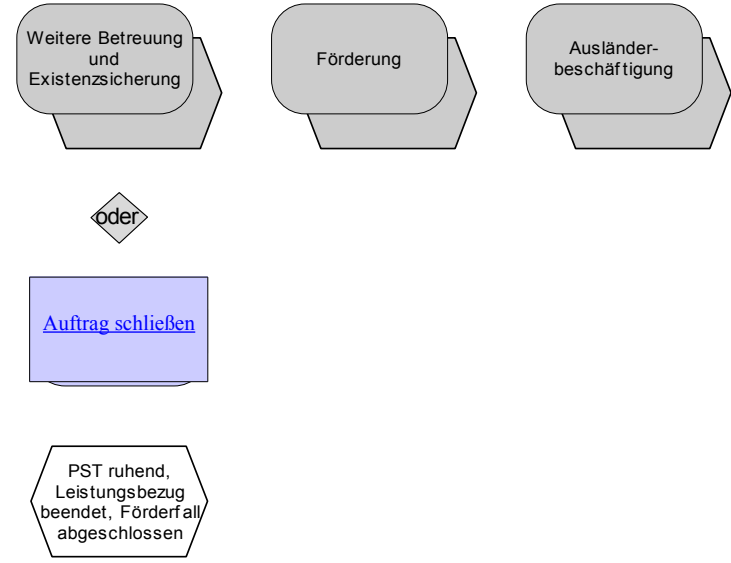 Weitere Betreuung
und
Existenzsicherung
Förderung
Ausländer-
beschäftigung
oder
Auftrag schließen
PST ruhend,
Leistungsbezug
beendet, Förderfall
abgeschlossen